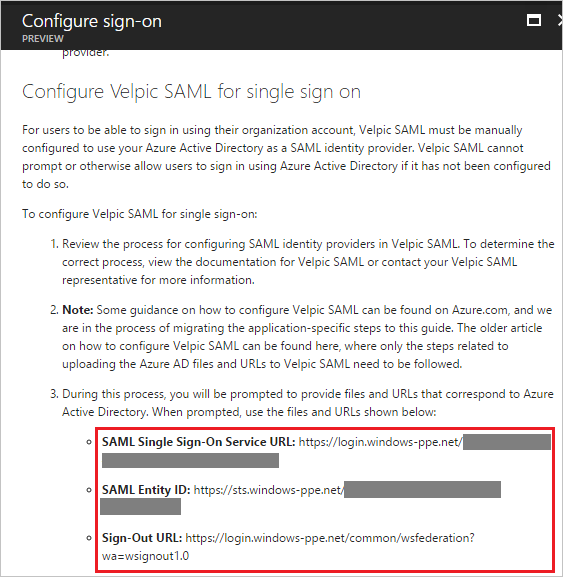 Configure sign-on
PREVIEW
provider.
Configure Velpic SAML for single sign on
For users to be able to sign in using their organization account, Velpic SAML must be manually
configured to use your Azure Active Directory as a SAML identity provider. Velpic SAML cannot
prompt or otherwise allow users to sign in using Azure Active Directory if it has not been configured
to do so.
To configure Velpic SAML for single sign-on:
1. Review the process for configuring SAML identity providers in Velpic SAML. To determine the
correct process, view the documentation for Velpic SAML or contact your Velpic SAML
representative for more information.
2. Note: Some guidance on how to configure Velpic SAML can be found on Azure.com, and we
are in the process of migrating the application-specific steps to this guide. The older article
on how to configure Velpic SAML can be found here, where only the steps related to
uploading the Azure AD files and URLs to Velpic SAML need to be followed.
3. During this process, you will be prompted to provide files and URLs that correspond to Azure
Active Directory. When prompted, use the files and URLs shown below:
SAML Single Sign-On Service URL: https://login.windows-ppe.net/
SAML Entity ID: https://sts.windows-ppe.net/
Sign-Out URL: https://login.windows-ppe.net/common/wsfederation?
wa=wsignout1.0